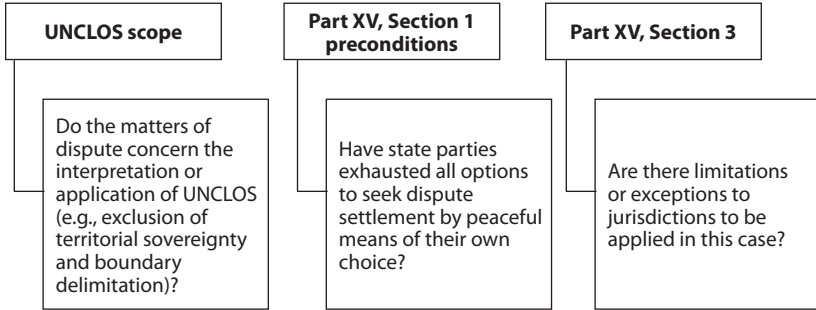 UNCLOS scope
Do the matters of
dispute concern the
interpretation or
application of UNCLOS
(e.g., exclusion of
territorial sovereignty
and boundary
delimitation)?
Part XV, Section 1
preconditions
Have state parties
exhausted all options
to seek dispute
settlement by peaceful
means of their own
choice?
Part XV, Section 3
Are there limitations
or exceptions to
jurisdictions to be
applied in this case?